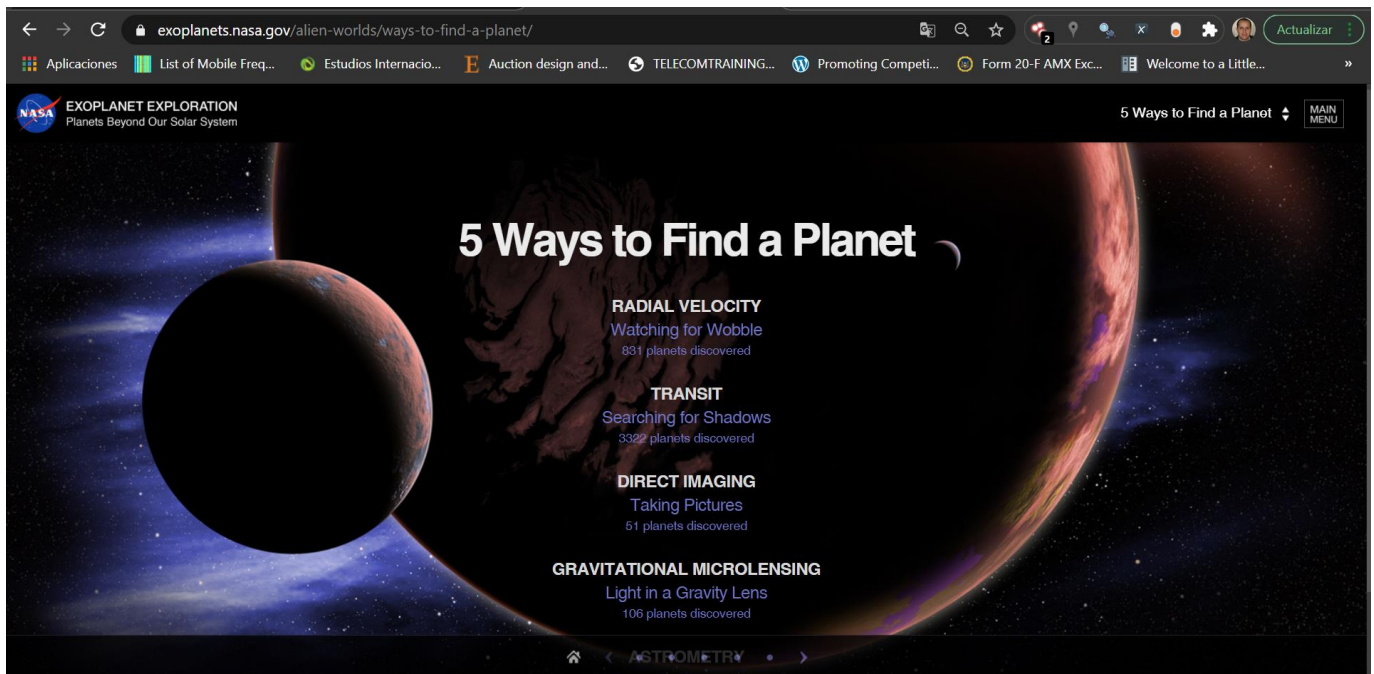 exoplanets.nasa.gov/alien-worlds/ways-to-find-a-planet/
2
Actualizar
Aplicaciones
List of Mobile Freq...
Estudios Internacio...
Auction design and...
TELECOMTRAINING...
Promoting Competi...
Form 20-F AMX Exc...
Welcome to a Little...
»
NASA
EXOPLANET EXPLORATION
Planets Beyond Our Solar System
5 Ways to Find a Planet
MAIN
MENU
5 Ways to Find a Planet
RADIAL VELOCITY
Watching for Wobble
831 planets discovered
TRANSIT
Searching for Shadows
3322 planets discovered
DIRECT IMAGING
Taking Pictures
51 planets discovered
GRAVITATIONAL MICROLENSING
Light in a Gravity Lens
106 planets discovered
ASTROMETRY